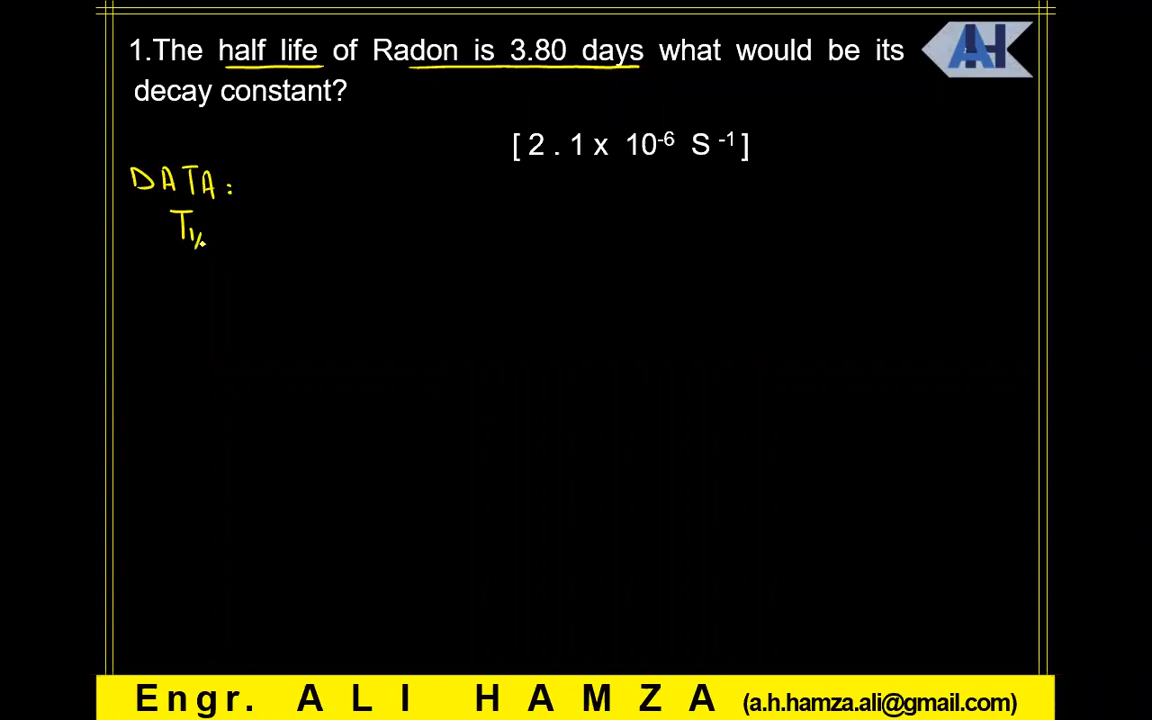 1.The half life of Radon is 3.80 days what would be its
decay constant?
[ 2 . 1 x 10⁻⁶ S ⁻¹ ]
DATA:
T½
AH
Engr. ALI HAMZA (a.h.hamza.ali@gmail.com)